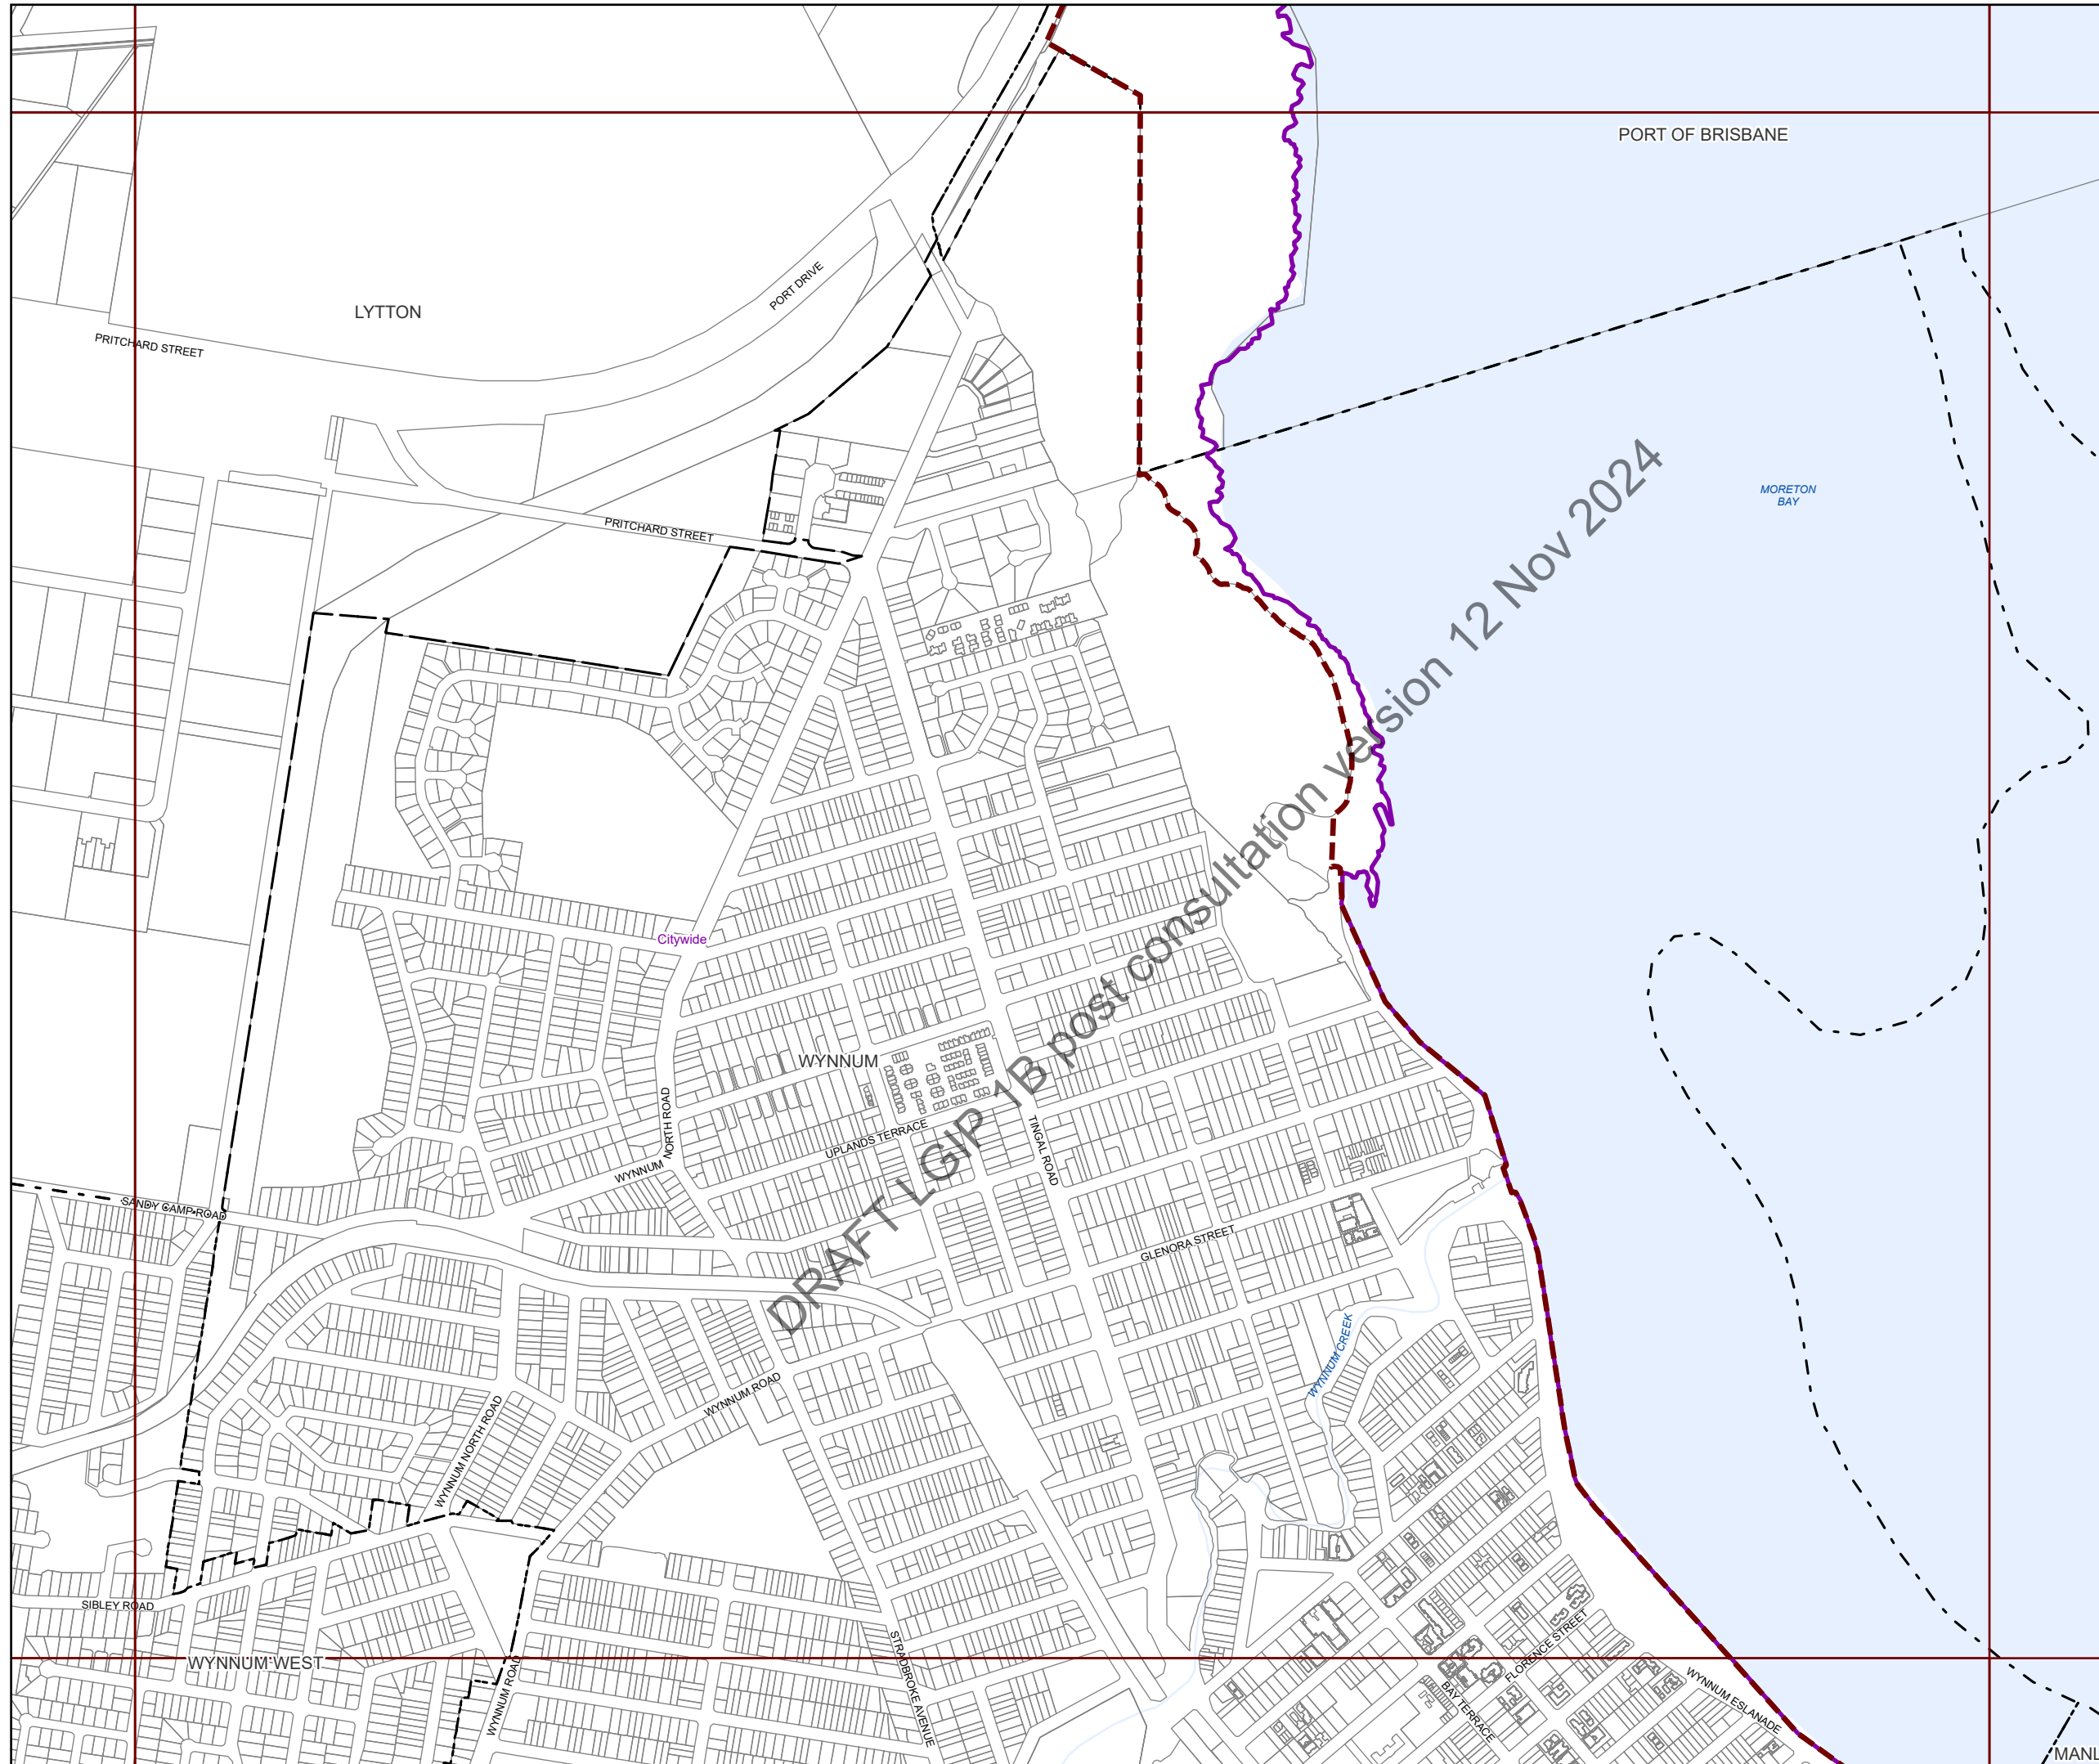 PORT OF BRISBANE
PORT DRIVE
LYTTON
PRITCHARD STREET
MORETON
BAY
PRITCHARD STREET
DRAFT LGIP 1B post consultation version 12 Nov 2024
Citywide
WYNNUM
NORTH ROAD
UPLANDS TERRACE
TINGAL ROAD
WYNNUM
SANDY CAMP ROAD
GLENORA STREET
WYNNUM CREEK
WYNNUM ROAD
WYNNUM NORTH ROAD
SIBLEY ROAD
WYNNUM WEST
STRADBROKE AVENUE
WYNNUM ROAD
FLORENCE STREET
BAY TERRACE
WYNNUM ESLANADE